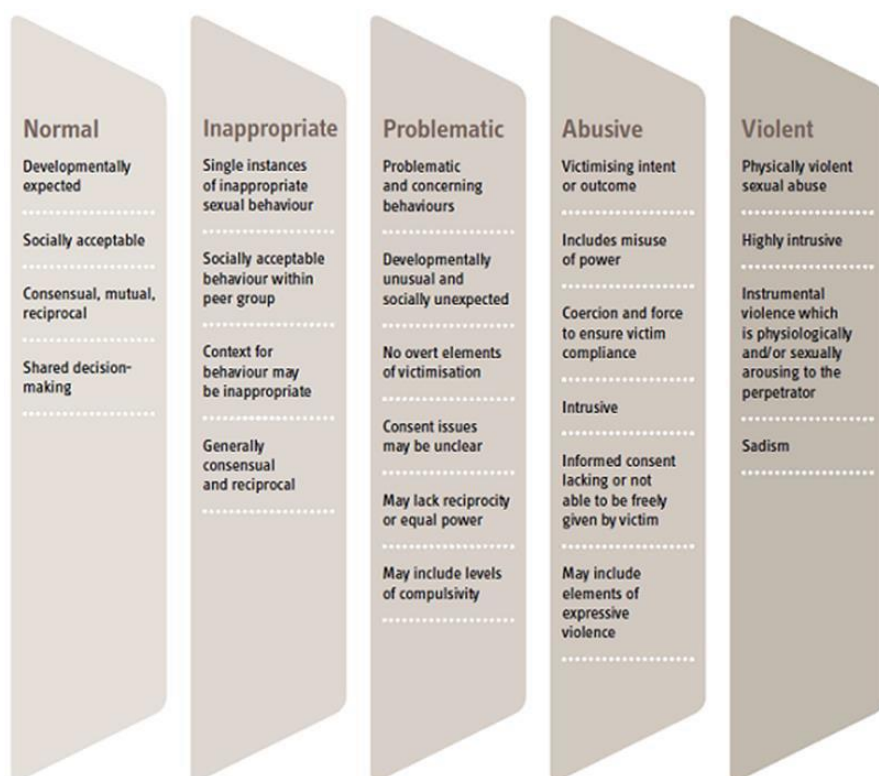 Normal
Developmentally
expected
Socially acceptable
Consensual, mutual,
reciprocal
Shared decision-
making
Inappropriate
Single instances
of inappropriate
sexual behaviour
Socially acceptable
behaviour within
peer group
Context for
behaviour may
be inappropriate
Generally
consensual
and reciprocal
Problematic
Problematic
and concerning
behaviours
Developmentally
unusual and
socially unexpected
No overt elements
of victimisation
Consent issues
may be unclear
May lack reciprocity
or equal power
May include levels
of compulsivity
Abusive
Victimising intent
or outcome
Includes misuse
of power
Coercion and force
to ensure victim
compliance
Intrusive
Informed consent
lacking or not
able to be freely
given by victim
May include
elements of
expressive
violence
Violent
Physically violent
sexual abuse
Highly intrusive
Instrumental
violence which
is physiologically
and/or sexually
arousing to the
perpetrator
Sadism